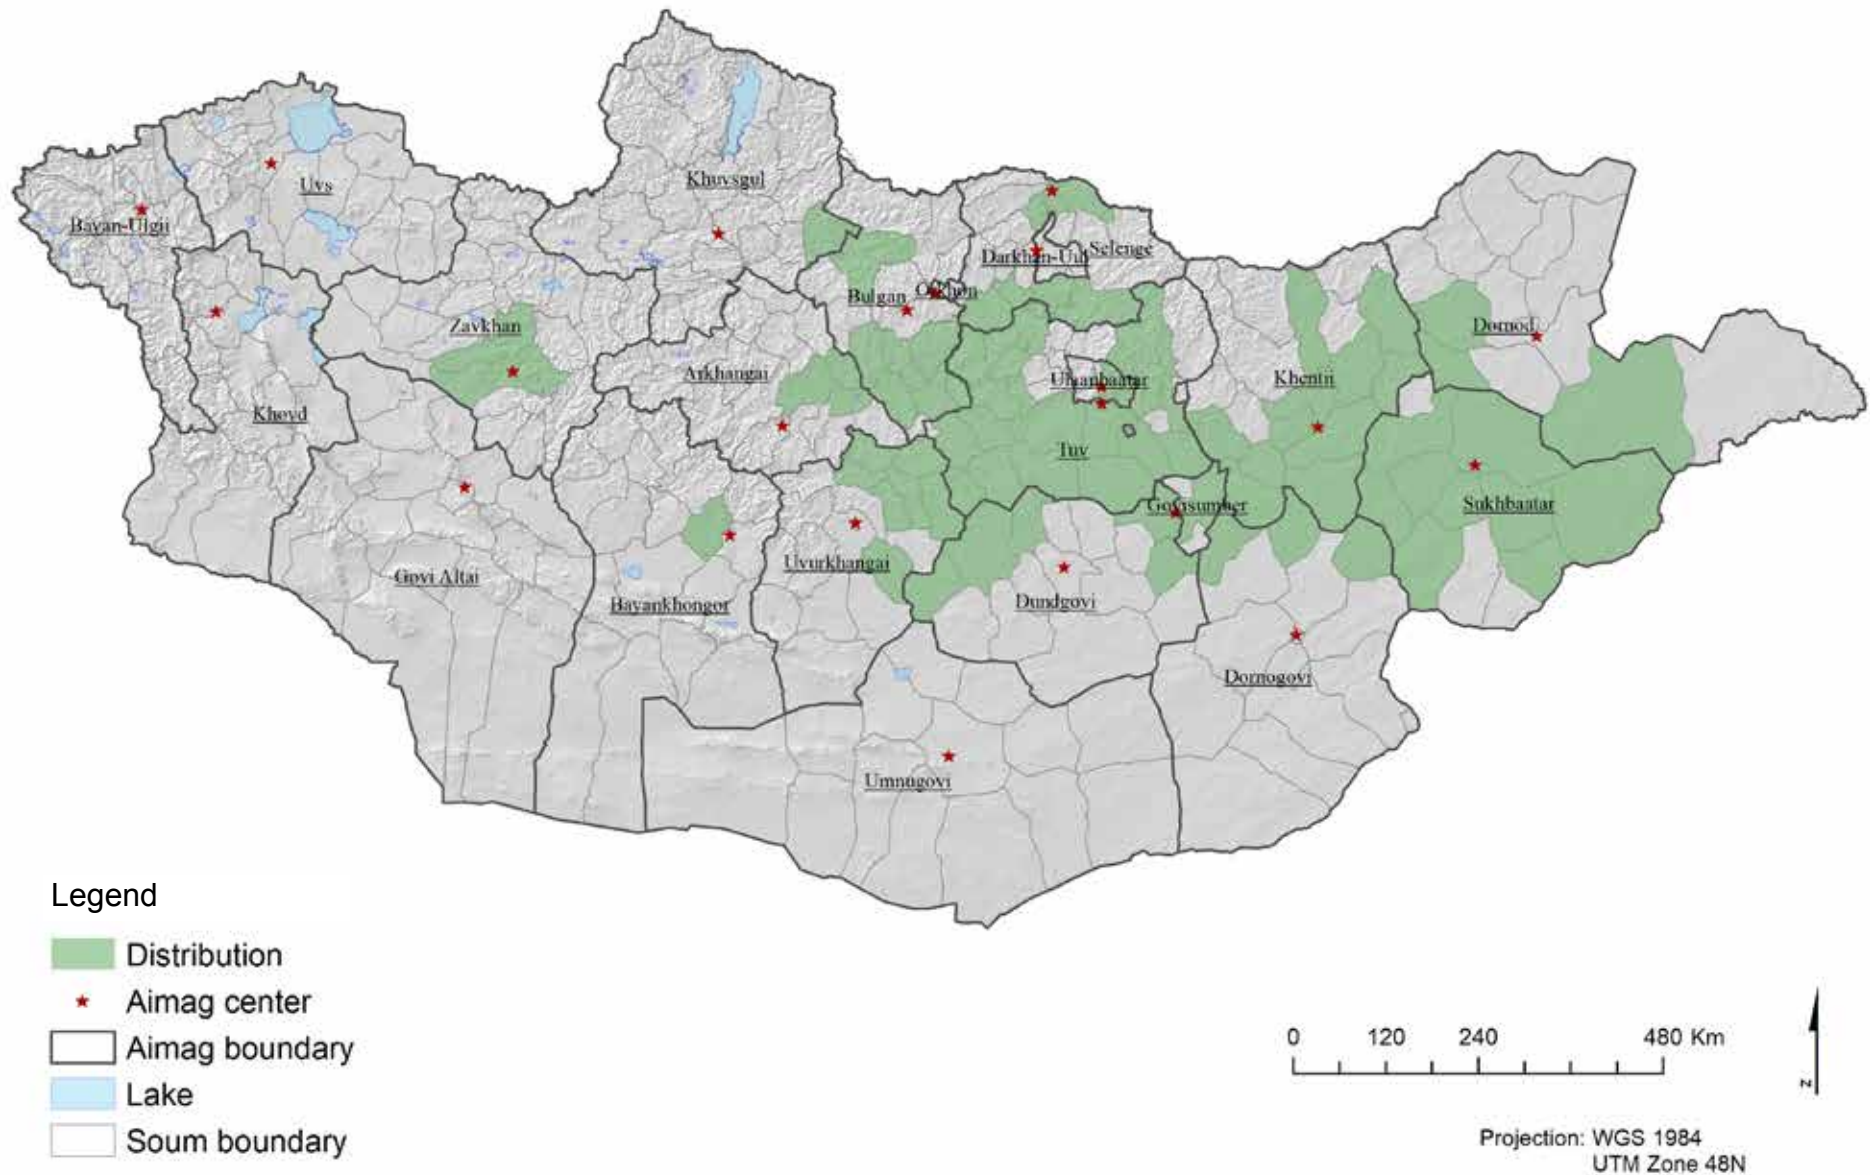 Khuvsgul
Uvs
Bayan-Ulgii
Selenge
Darkhan-Uul
Orkhon
Bulgan
Zavkhan
Dornod
Arkhangai
Ulaanbaatar
Khentii
Khovd
Tuv
Govisumber
Sukhbaatar
Uvurkhangai
Govi Altai
Bayankhongor
Dundgovi
Dornogovi
Umnugovi
Legend
Distribution
Aimag center
Aimag boundary
Lake
Soum boundary
0 120 240 480 Km
Z
Projection: WGS 1984
UTM Zone 48N